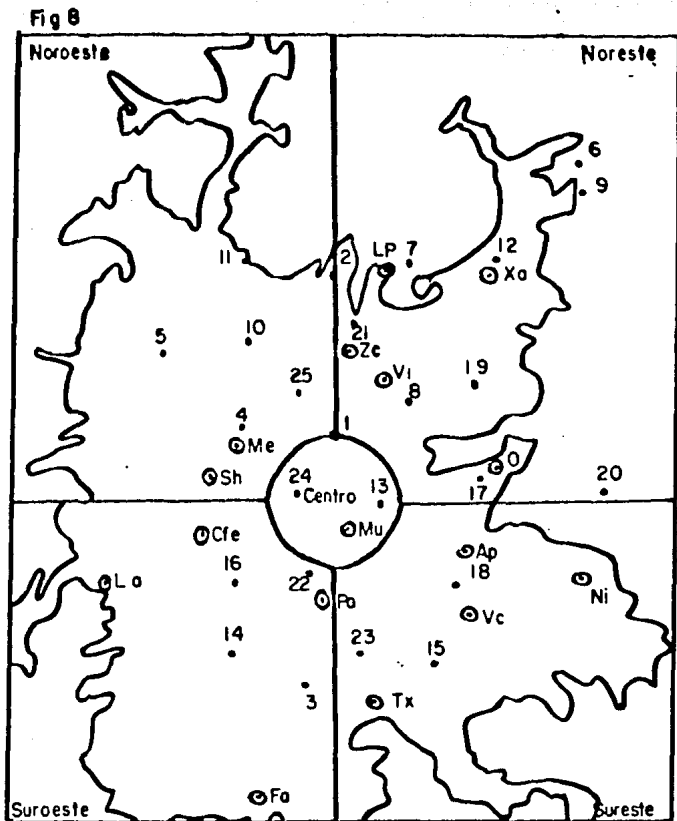 Fig 8
Noroeste Noreste
6
9
11 2 LP 7 12
Xa
5 10 21
Zc
25 Vi 19
8
4 1
Me
Sh 24 Centro 13 O
17 20
Cfe Mu Ap
La 16 22 18 Ni
Pa Vc
14 23 15
3 Tx
Fa
Suroeste Sureste